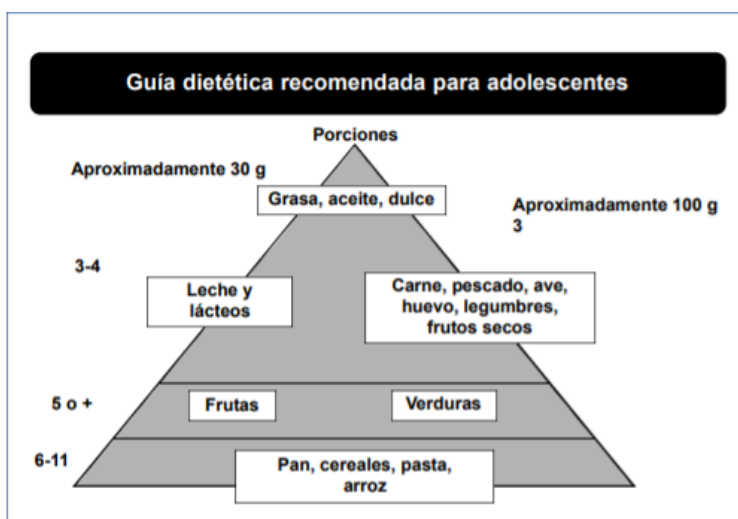 Guía dietética recomendada para adolescentes
Porciones
Aproximadamente 30 g
Grasa, aceite, dulce
Aproximadamente 100 g
3
3-4
Leche y
lácteos
Carne, pescado, ave,
huevo, legumbres,
frutos secos
5 o +
Frutas
Verduras
6-11
Pan, cereales, pasta,
arroz